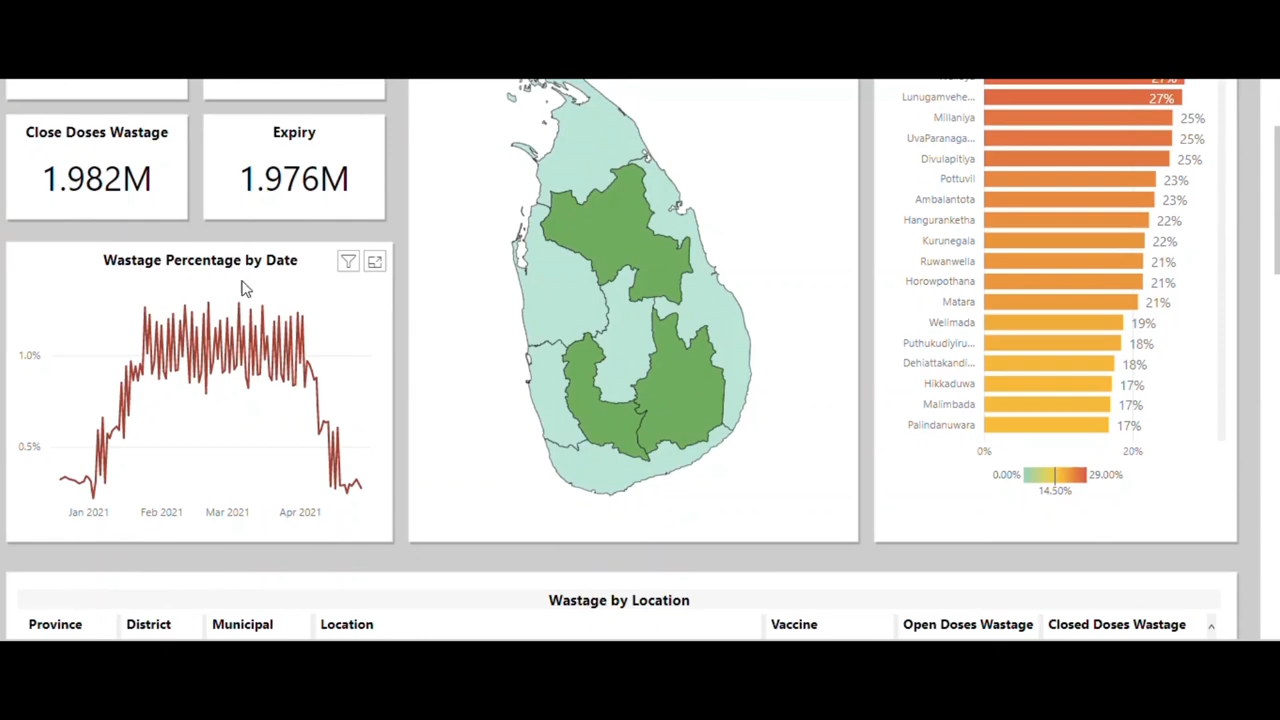 Close Doses Wastage
1.982M
Expiry
1.976M
Wastage Percentage by Date
1.0%
0.5%
Jan 2021
Feb 2021
Mar 2021
Apr 2021
27%
Lunugamvehe...
27%
Millaniya
25%
UvaParanaga...
25%
Divulapitiya
25%
Pottuvil
23%
Ambalantota
23%
Hanguranketha
22%
Kurunegala
22%
Ruwanwella
21%
Horowpothana
21%
Matara
21%
Welimada
19%
Puthukudiyiru...
18%
Dehiattakandi...
18%
Hikkaduwa
17%
Malimbada
17%
Palindanuwara
17%
0%
20%
0.00%
29.00%
14.50%
Wastage by Location
Province
District
Municipal
Location
Vaccine
Open Doses Wastage
Closed Doses Wastage